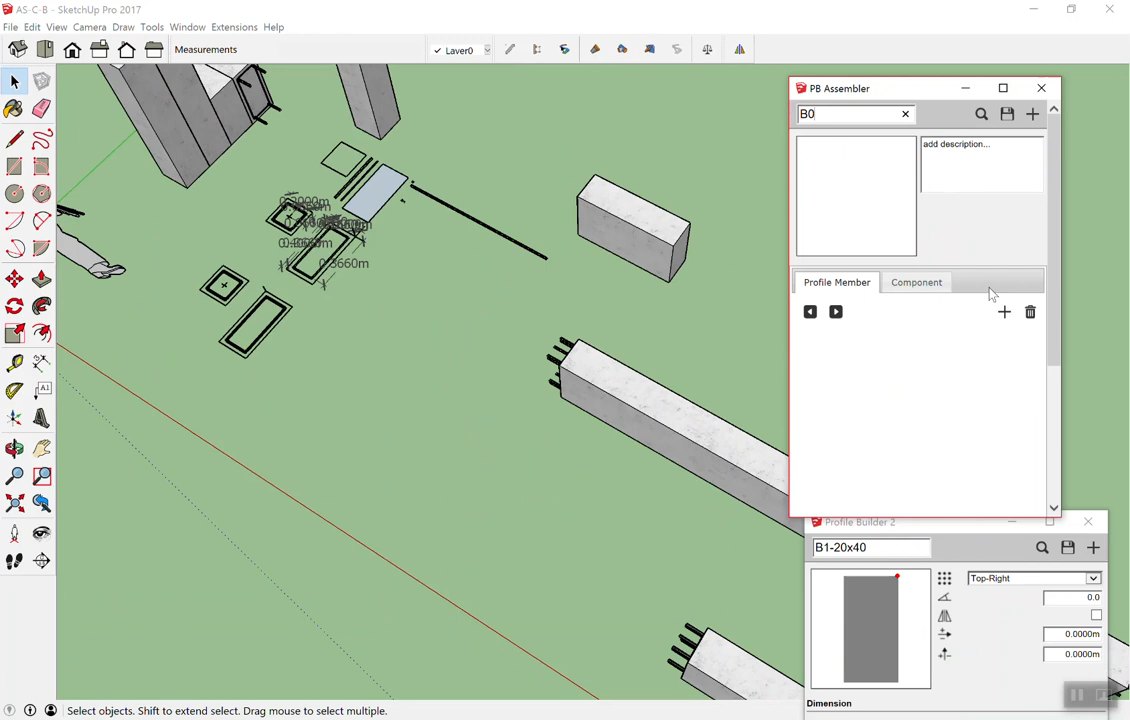 AS-C-B - SketchUp Pro 2017
File Edit View Camera Draw Tools Window Extensions Help
Measurements
✓ Layer0
PB Assembler
B0
add description...
Profile Member Component
0.3660m
A1
Profile Builder 2
B1-20x40
Top-Right
0.0
0.0000m
0.0000m
Dimension
Select objects. Shift to extend select. Drag mouse to select multiple.